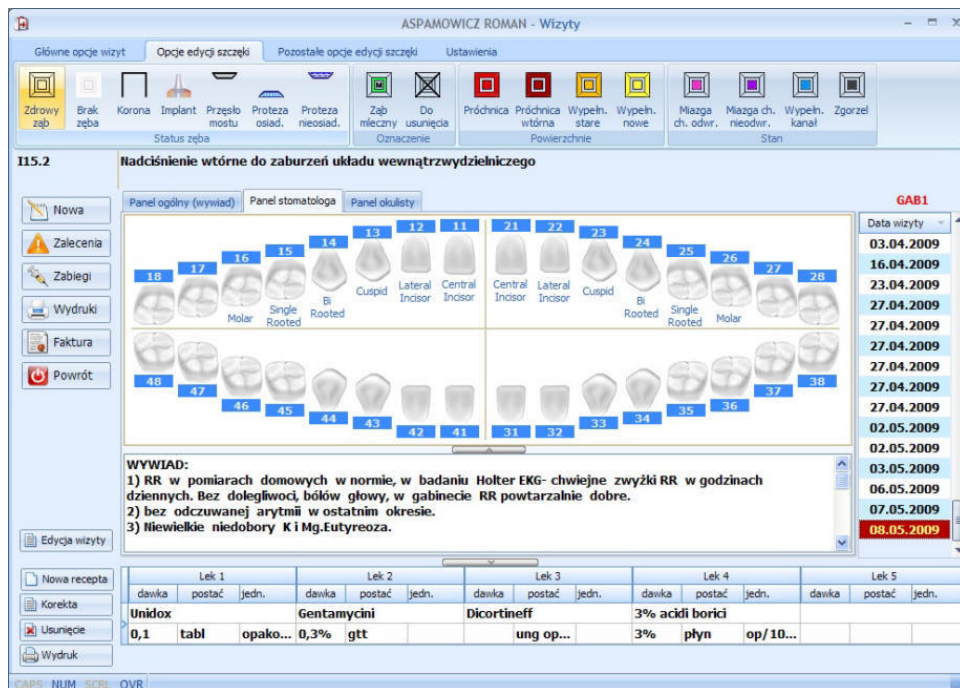 ASPAMOWICZ ROMAN - Wizyty
Główne opcje wizyt Opcje edycji szczęki Pozostałe opcje edycji szczęki Ustawienia
Zdrowy ząb Brak zęba Korona Implant Przęsło mostu Proteza osiad. Proteza nieosiad. Ząb mleczny Do usunięcia Próchnica Próchnica wtórna Wypełn. stare Wypełn. nowe Miazga ch. odwr. Miazga ch. nieodwr. Wypełn. kanał Zgorzel
Status zęba Oznaczenie Powierzchnie Stan
I15.2 Nadciśnienie wtórne do zaburzeń układu wewnątrzwydzielniczego
Nowa
Zalecenia
Zabiegi
Wydruki
Faktura
Powrót
Edycja wizyty
Panel ogólny (wywiad) Panel stomatologa Panel okulisty
18 17 16 15 14 13 12 11 21 22 23 24 25 26 27 28
Molar Single Rooted Bi Rooted Cuspid Lateral Incisor Central Incisor Central Incisor Lateral Incisor Cuspid Bi Rooted Single Rooted Molar
48 47 46 45 44 43 42 41 31 32 33 34 35 36 37 38
WYWIAD:
1) RR w pomiarach domowych w normie, w badaniu Holter EKG- chwiejne zwyżki RR w godzinach
dziennych. Bez dolegliwoci, bólów głowy, w gabinecie RR powtarzalnie dobre.
2) bez odczuwanej arytmii w ostatnim okresie.
3) Niewielkie niedobory K i Mg.Eutyreoza.
GAB1
Data wizyty
03.04.2009
16.04.2009
23.04.2009
27.04.2009
27.04.2009
27.04.2009
27.04.2009
27.04.2009
27.04.2009
02.05.2009
02.05.2009
03.05.2009
06.05.2009
07.05.2009
08.05.2009
Nowa recepta
Korekta
Usunięcie
Wydruk
Lek 1 Lek 2 Lek 3 Lek 4 Lek 5
dawka postać jedn. dawka postać jedn. dawka postać jedn. dawka postać jedn. dawka postać jedn.
Unidox Gentamycini Dicortineff 3% acidi borici
0,1 tabl opako... 0,3% gtt ung op... 3% płyn op/10...
CAPS NUM SCRL OVR